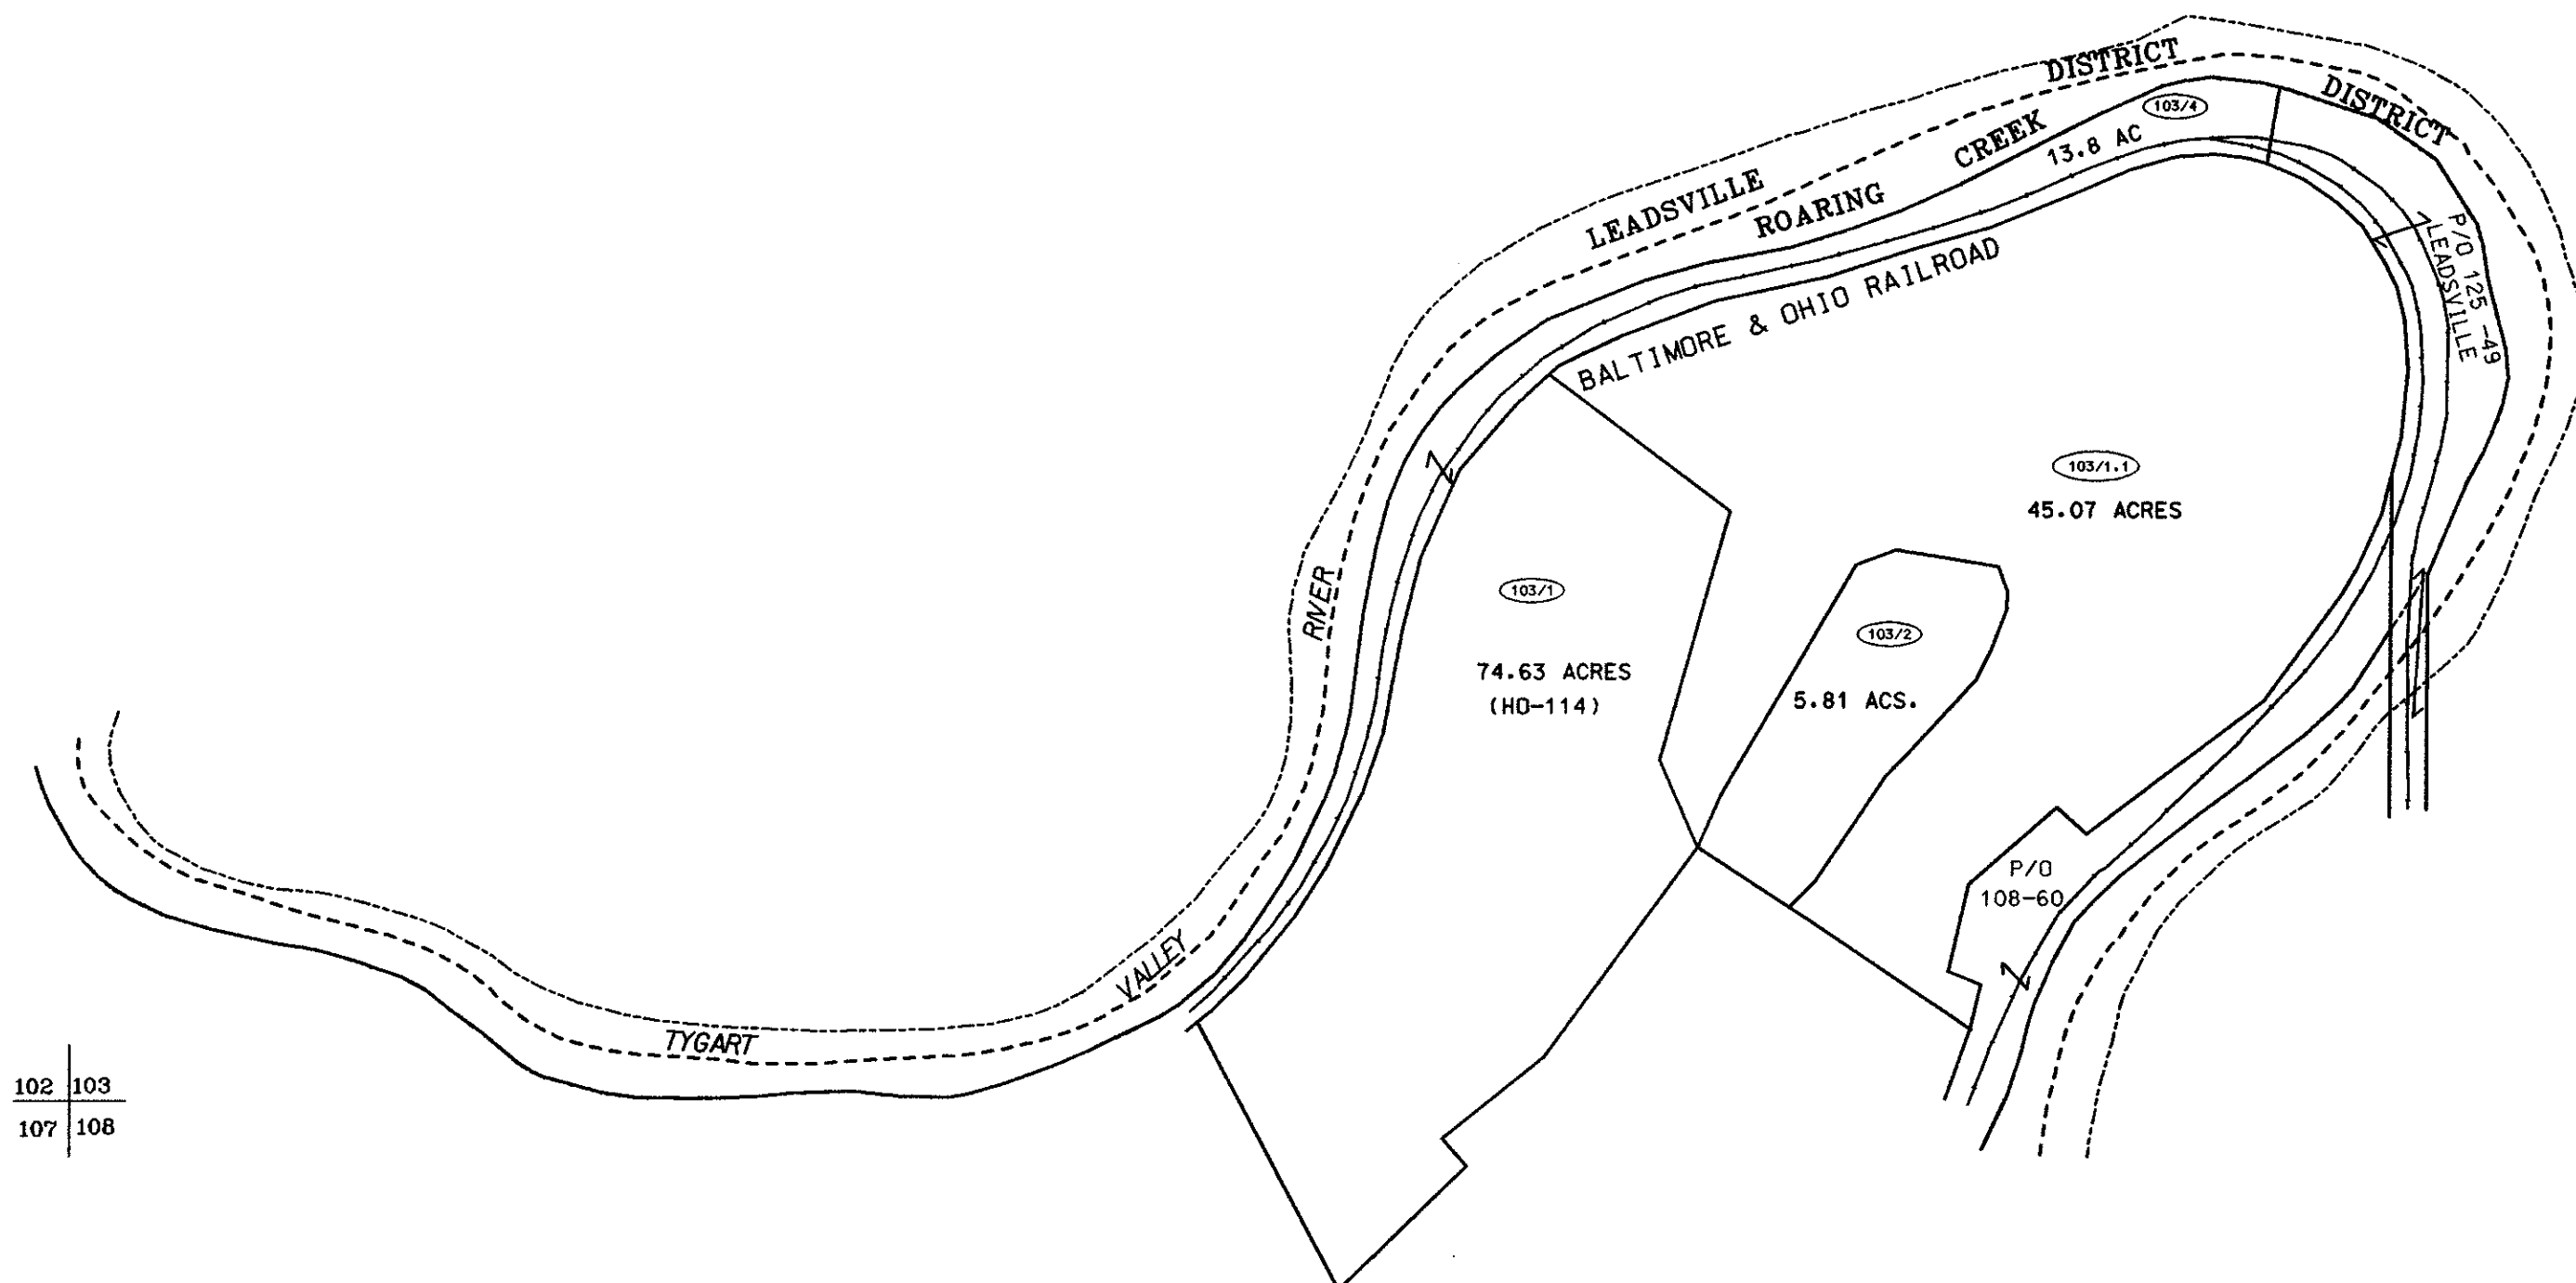 LEADSVILLE DISTRICT
ROARING CREEK DISTRICT
103/4
13.8 AC
P/O 125 -49
LEADSVILLE
BALTIMORE & OHIO RAILROAD
103/1.1
45.07 ACRES
103/1
74.63 ACRES
(HO-114)
103/2
5.81 ACS.
P/O
108-60
TYGART VALLEY RIVER
102 103
107 108